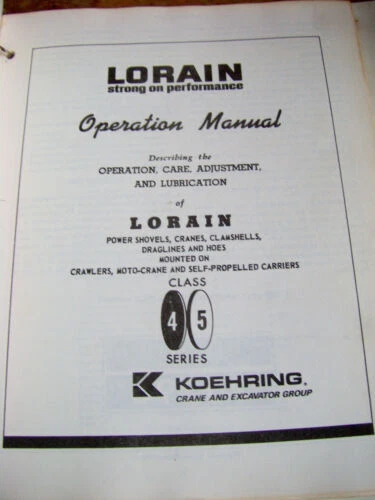 LORAIN
strong on performance
Operation Manual
Describing the
OPERATION, CARE, ADJUSTMENT,
AND LUBRICATION
of
LORAIN
POWER SHOVELS, CRANES, CLAMSHELLS,
DRAGLINES AND HOES
MOUNTED ON
CRAWLERS, MOTO-CRANE AND SELF-PROPELLED CARRIERS
CLASS
4 5
SERIES
KOEHRING
CRANE AND EXCAVATOR GROUP